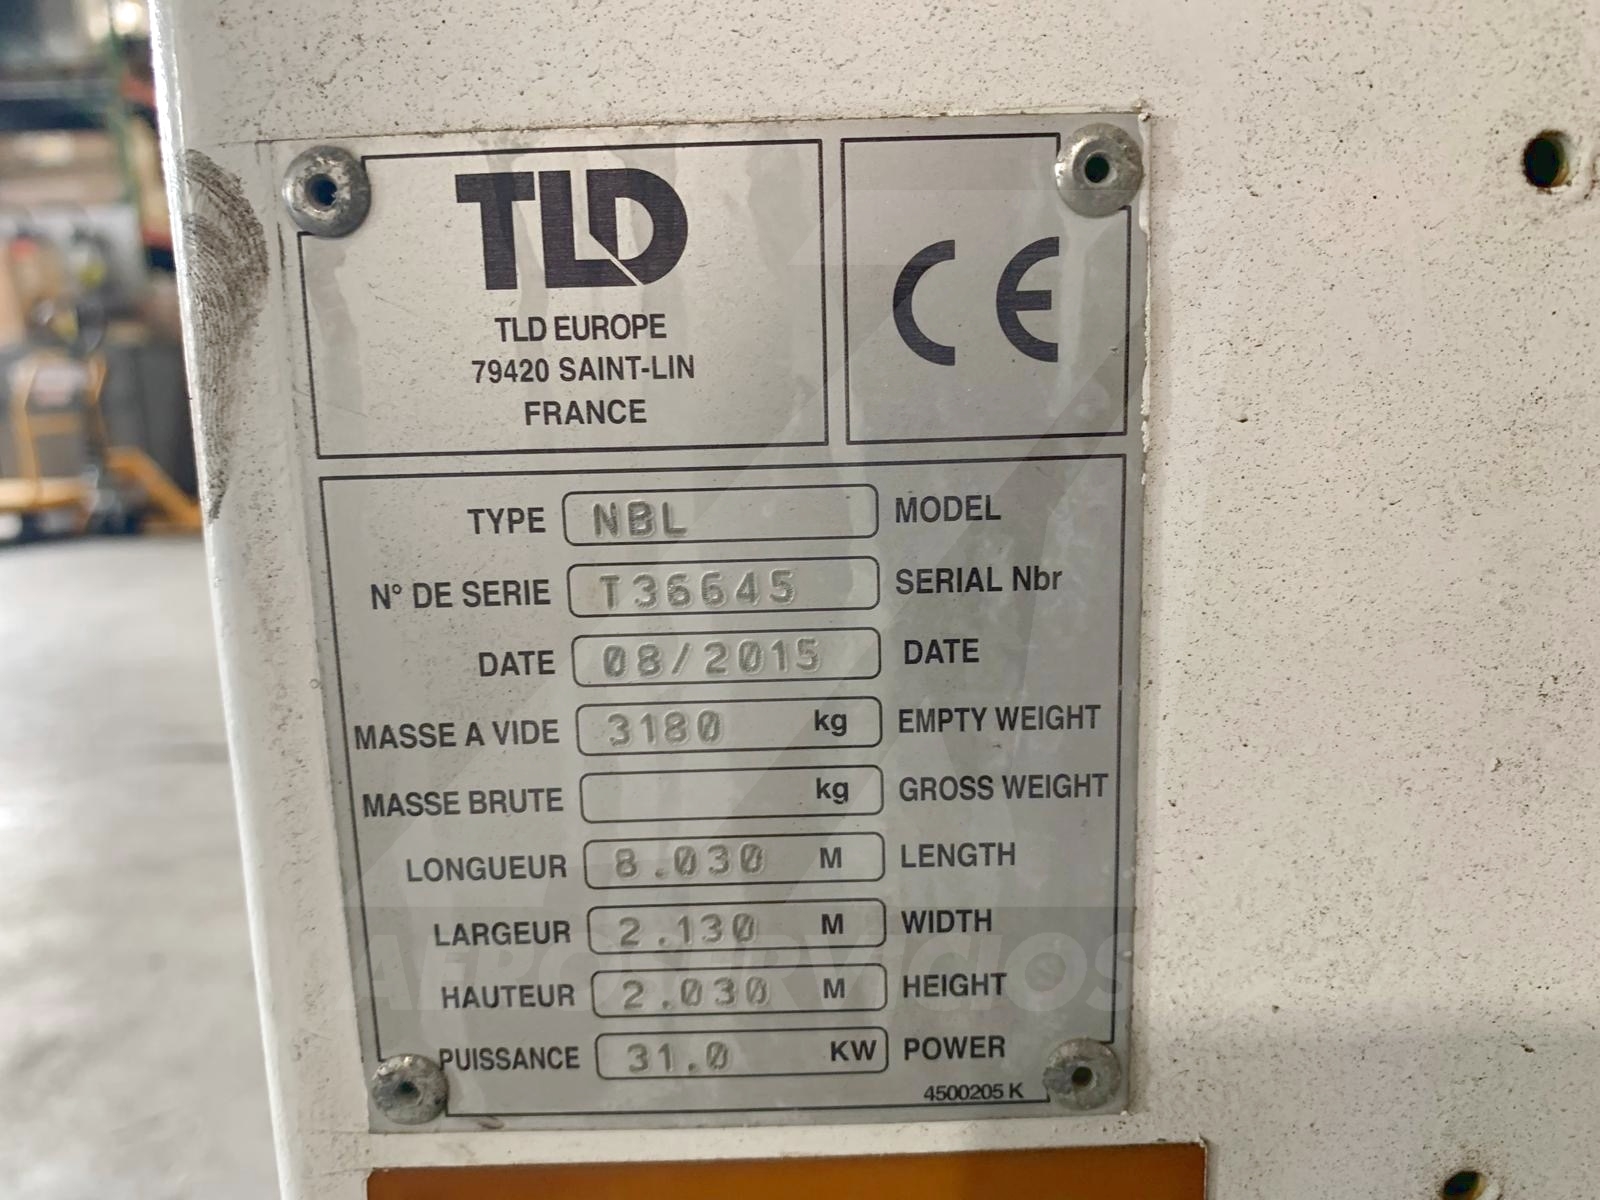 TLD
TLD EUROPE
79420 SAINT-LIN
FRANCE
CE
TYPE NBL MODEL
N° DE SERIE T36645 SERIAL Nbr
DATE 08/2015 DATE
MASSE A VIDE 3180 kg EMPTY WEIGHT
MASSE BRUTE kg GROSS WEIGHT
LONGUEUR 8.030 M LENGTH
LARGEUR 2.130 M WIDTH
AEROSERVICIOS
HAUTEUR 2.030 M HEIGHT
PUISSANCE 31.0 KW POWER
4500205 K